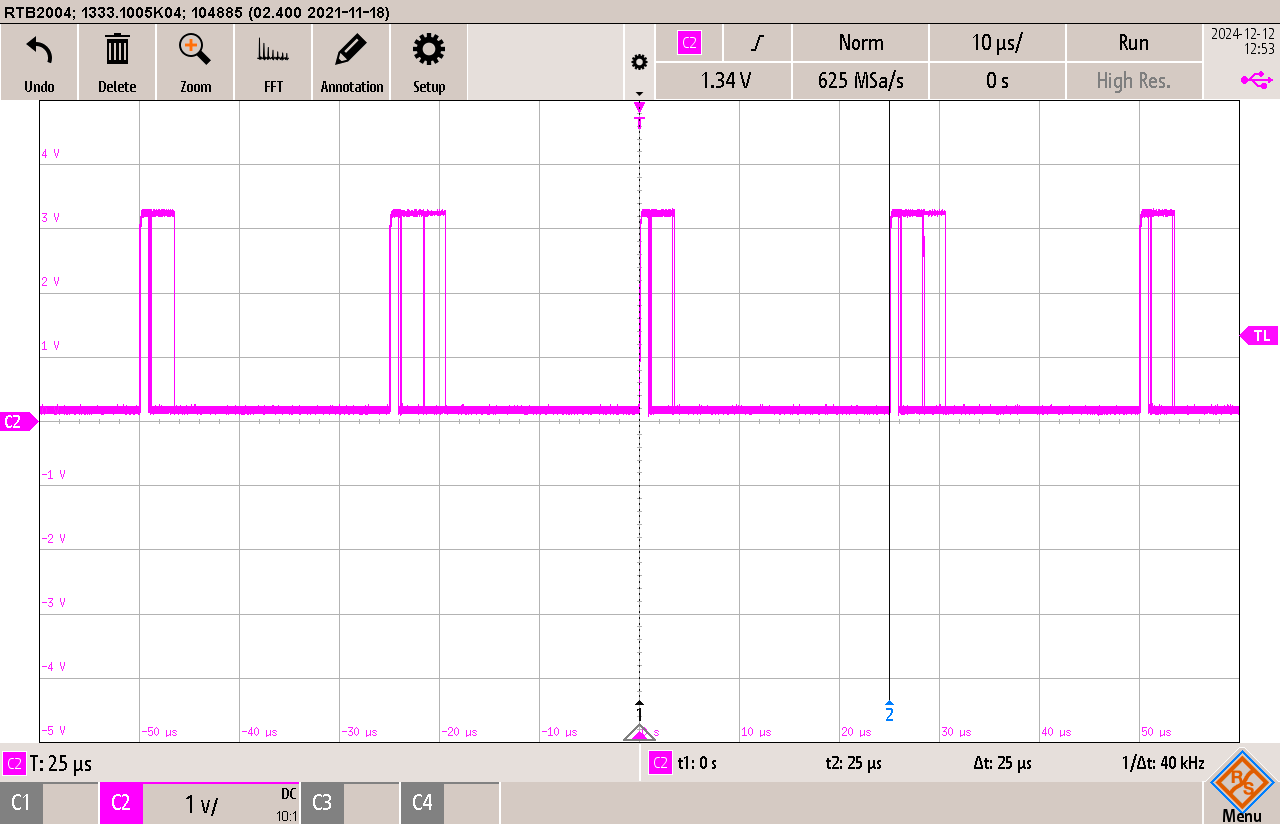 RTB2004; 1333.1005K04; 104885 (02.400 2021-11-18)
Undo
Delete
Zoom
FFT
Annotation
Setup
C2
Norm
10 µs/
Run
1.34 V
625 MSa/s
0 s
High Res.
2024-12-12
12:53
T
4 V
3 V
2 V
1 V
TL
C2
-1 V
-2 V
-3 V
-4 V
-5 V
1
2
-50 µs
-40 µs
-30 µs
-20 µs
-10 µs
s
10 µs
20 µs
30 µs
40 µs
50 µs
C2 T: 25 µs
C2 t1: 0 s t2: 25 µs Δt: 25 µs 1/Δt: 40 kHz
C1
C2
1 V/
DC
10:1
C3
C4
R
S
Menu